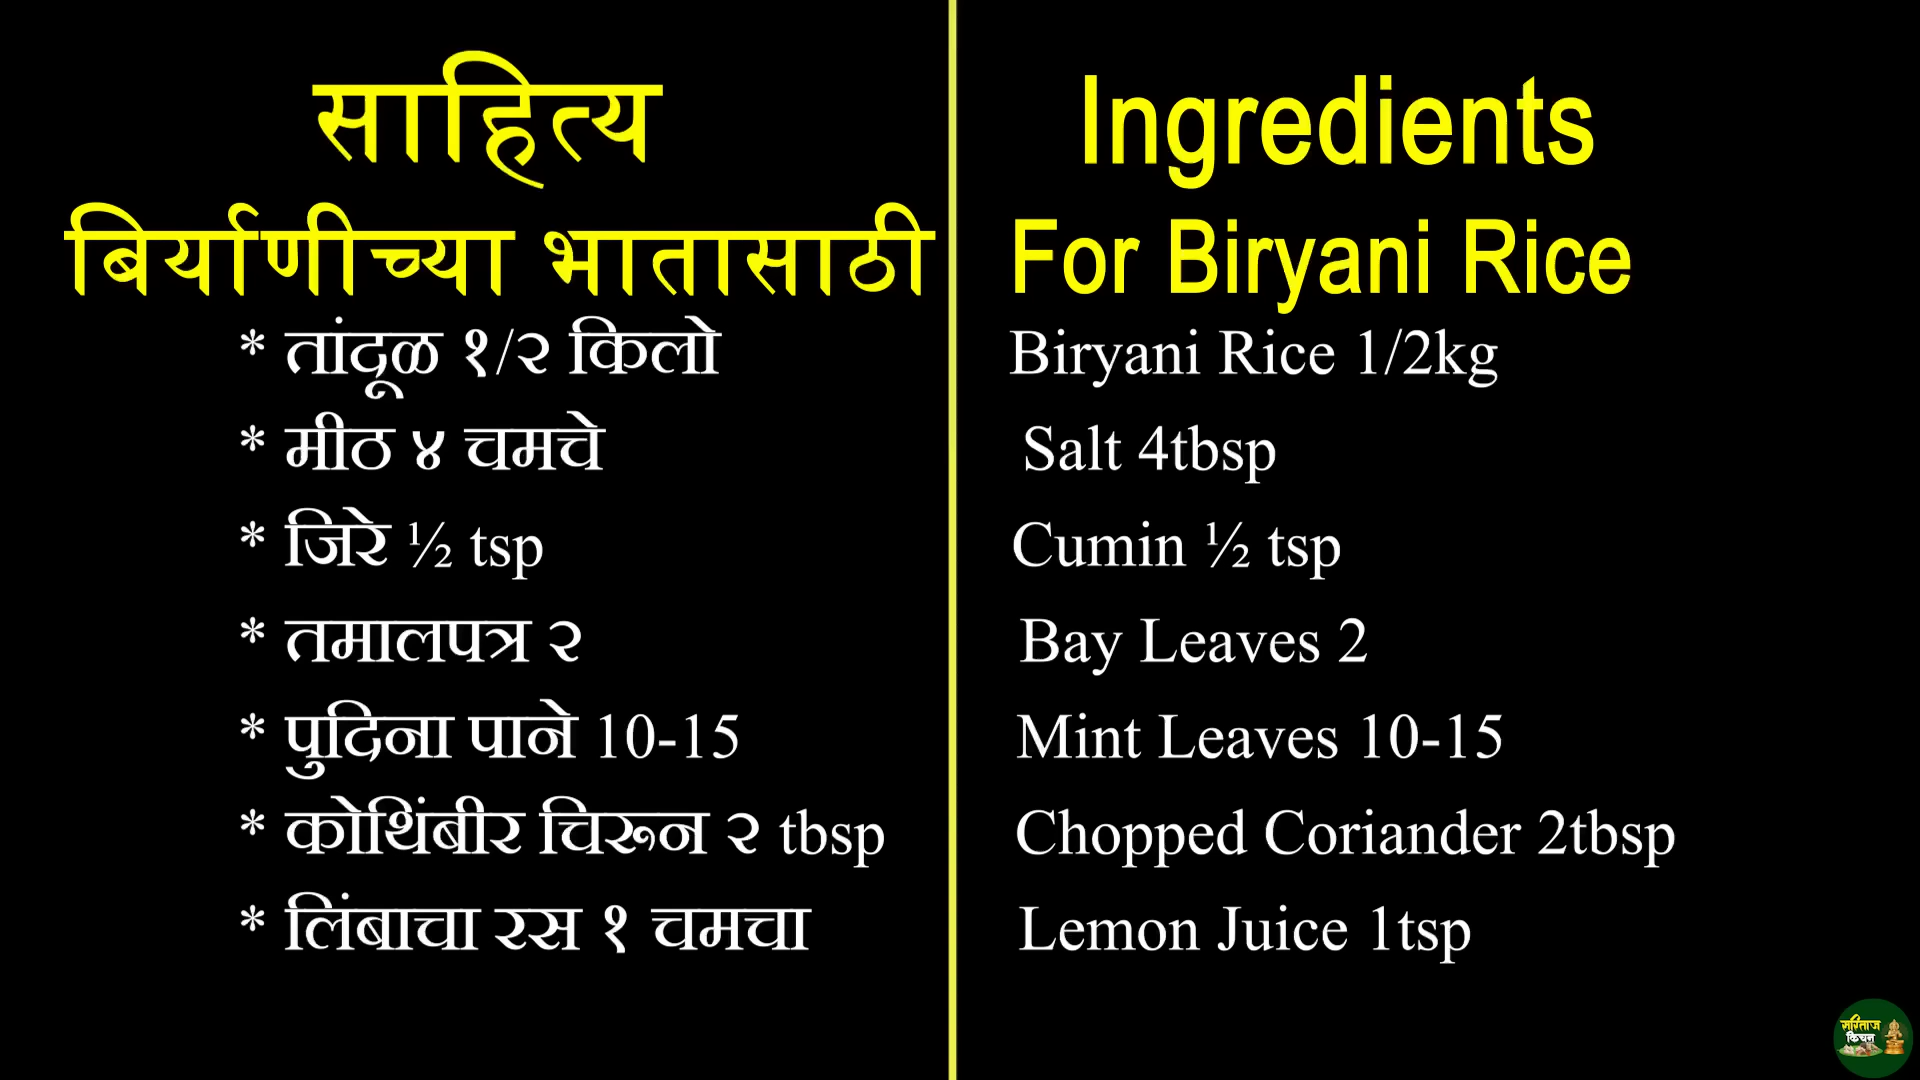 साहित्य
बिर्याणीच्या भातासाठी
* तांदूळ १/२ किलो
* मीठ ४ चमचे
* जिरे ½ tsp
* तमालपत्र २
* पुदिना पाने 10-15
* कोथिंबीर चिरून २ tbsp
* लिंबाचा रस १ चमचा
Ingredients
For Biryani Rice
Biryani Rice 1/2kg
Salt 4tbsp
Cumin ½ tsp
Bay Leaves 2
Mint Leaves 10-15
Chopped Coriander 2tbsp
Lemon Juice 1tsp
सरिताज
किचन